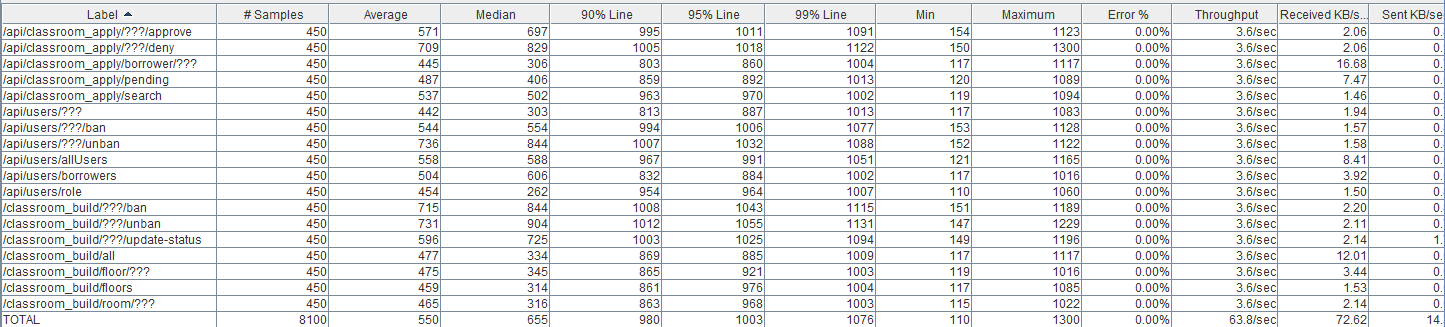 Label # Samples Average Median 90% Line 95% Line 99% Line Min Maximum Error % Throughput Received KB/s... Sent KB/se
/api/classroom_apply/???/approve 450 571 697 995 1011 1091 154 1123 0.00% 3.6/sec 2.06 0.
/api/classroom_apply/???/deny 450 709 829 1005 1018 1122 150 1300 0.00% 3.6/sec 2.06 0.
/api/classroom_apply/borrower/??? 450 445 306 803 860 1004 117 1117 0.00% 3.6/sec 16.68 0.
/api/classroom_apply/pending 450 487 406 859 892 1013 120 1089 0.00% 3.6/sec 7.47 0.
/api/classroom_apply/search 450 537 502 963 970 1002 119 1094 0.00% 3.6/sec 1.46 0.
/api/users/??? 450 442 303 813 887 1013 117 1083 0.00% 3.6/sec 1.94 0.
/api/users/???/ban 450 544 554 994 1006 1077 153 1128 0.00% 3.6/sec 1.57 0.
/api/users/???/unban 450 736 844 1007 1032 1088 152 1122 0.00% 3.6/sec 1.58 0.
/api/users/allUsers 450 558 588 967 991 1051 121 1165 0.00% 3.6/sec 8.41 0.
/api/users/borrowers 450 504 606 832 884 1002 117 1016 0.00% 3.6/sec 3.92 0.
/api/users/role 450 454 262 954 964 1007 110 1060 0.00% 3.6/sec 1.50 0.
/classroom_build/???/ban 450 715 844 1008 1043 1115 151 1189 0.00% 3.6/sec 2.20 0.
/classroom_build/???/unban 450 731 904 1012 1055 1131 147 1229 0.00% 3.6/sec 2.11 0.
/classroom_build/???/update-status 450 596 725 1003 1025 1094 149 1196 0.00% 3.6/sec 2.14 1.
/classroom_build/all 450 477 334 869 885 1009 117 1117 0.00% 3.6/sec 12.01 0.
/classroom_build/floor/??? 450 475 345 865 921 1003 119 1016 0.00% 3.6/sec 3.44 0.
/classroom_build/floors 450 459 314 861 976 1004 117 1085 0.00% 3.6/sec 1.53 0.
/classroom_build/room/??? 450 465 316 863 968 1003 115 1022 0.00% 3.6/sec 2.14 0.
TOTAL 8100 550 655 980 1003 1076 110 1300 0.00% 63.8/sec 72.62 14.